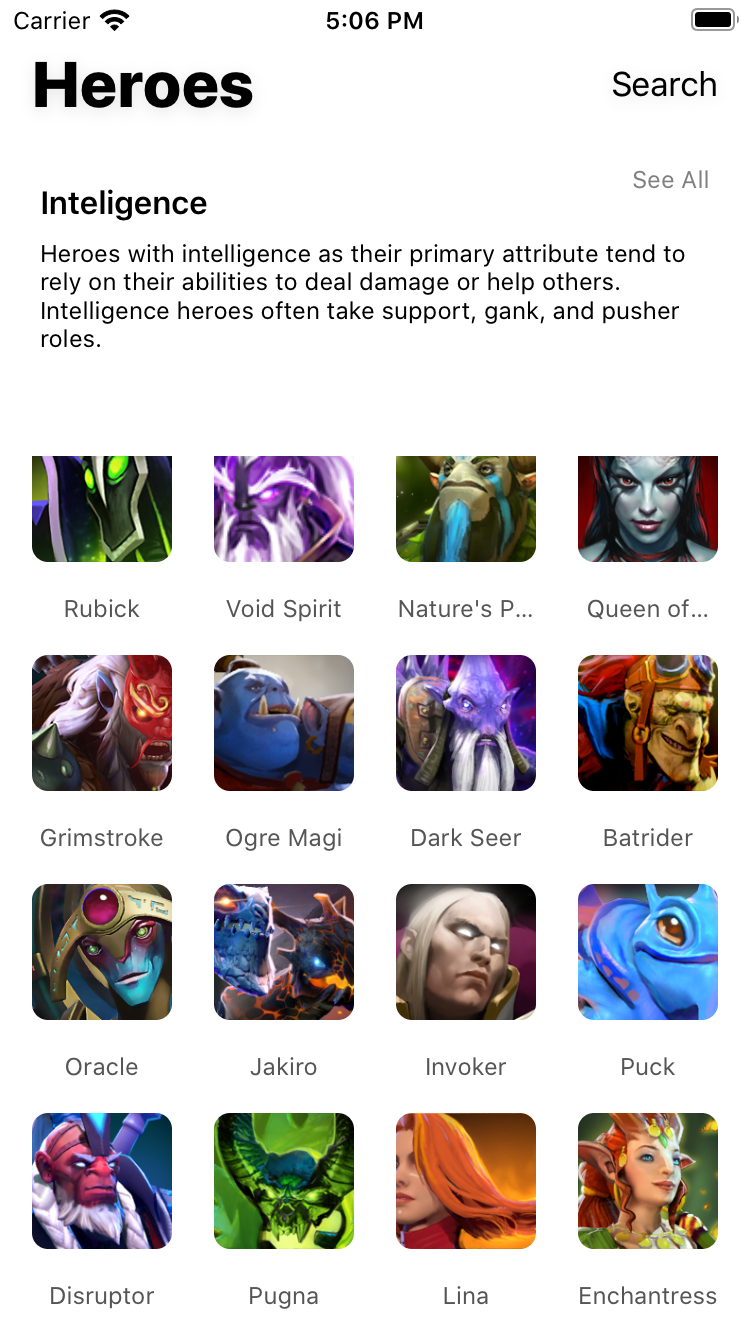 Carrier 5:06 PM
Heroes Search
See All
Inteligence
Heroes with intelligence as their primary attribute tend to
rely on their abilities to deal damage or help others.
Intelligence heroes often take support, gank, and pusher
roles.
Rubick Void Spirit Nature's P... Queen of...
Grimstroke Ogre Magi Dark Seer Batrider
Oracle Jakiro Invoker Puck
Disruptor Pugna Lina Enchantress